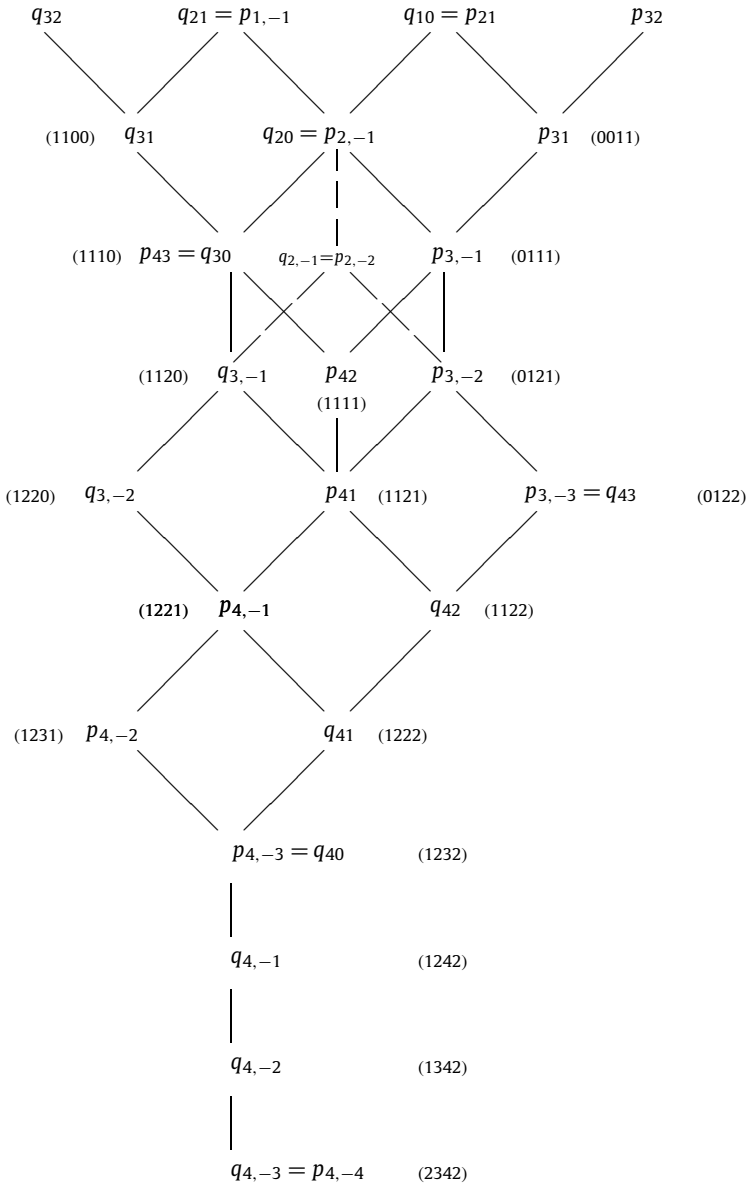 q32 q21 = p1,−1 q10 = p21 p32
(1100) q31 q20 = p2,−1 p31 (0011)
(1110) p43 = q30 q2,−1=p2,−2 p3,−1 (0111)
(1120) q3,−1 p42 p3,−2 (0121)
(1111)
(1220) q3,−2 p41 (1121) p3,−3 = q43 (0122)
(1221) p4,−1 q42 (1122)
(1231) p4,−2 q41 (1222)
p4,−3 = q40 (1232)
q4,−1 (1242)
q4,−2 (1342)
q4,−3 = p4,−4 (2342)